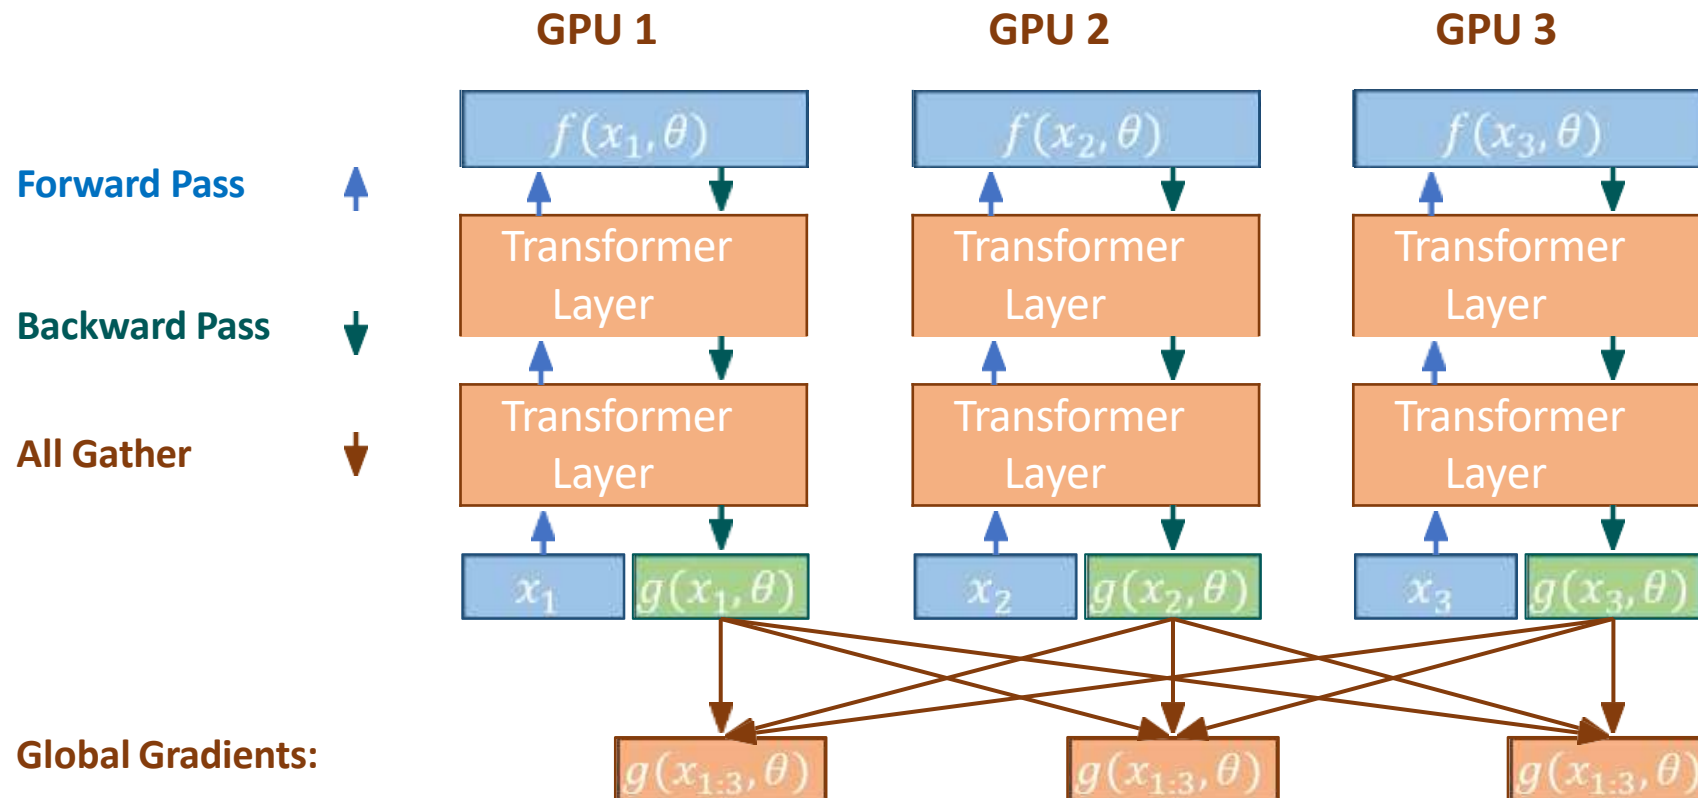 GPU 1 GPU 2 GPU 3
f(x₁, θ) f(x₂, θ) f(x₃, θ)
Forward Pass
Transformer Layer
Transformer Layer
Transformer Layer
Backward Pass
Transformer Layer
Transformer Layer
Transformer Layer
All Gather
x₁ g(x₁, θ) x₂ g(x₂, θ) x₃ g(x₃, θ)
Global Gradients:
g(x₁:₃, θ) g(x₁:₃, θ) g(x₁:₃, θ)